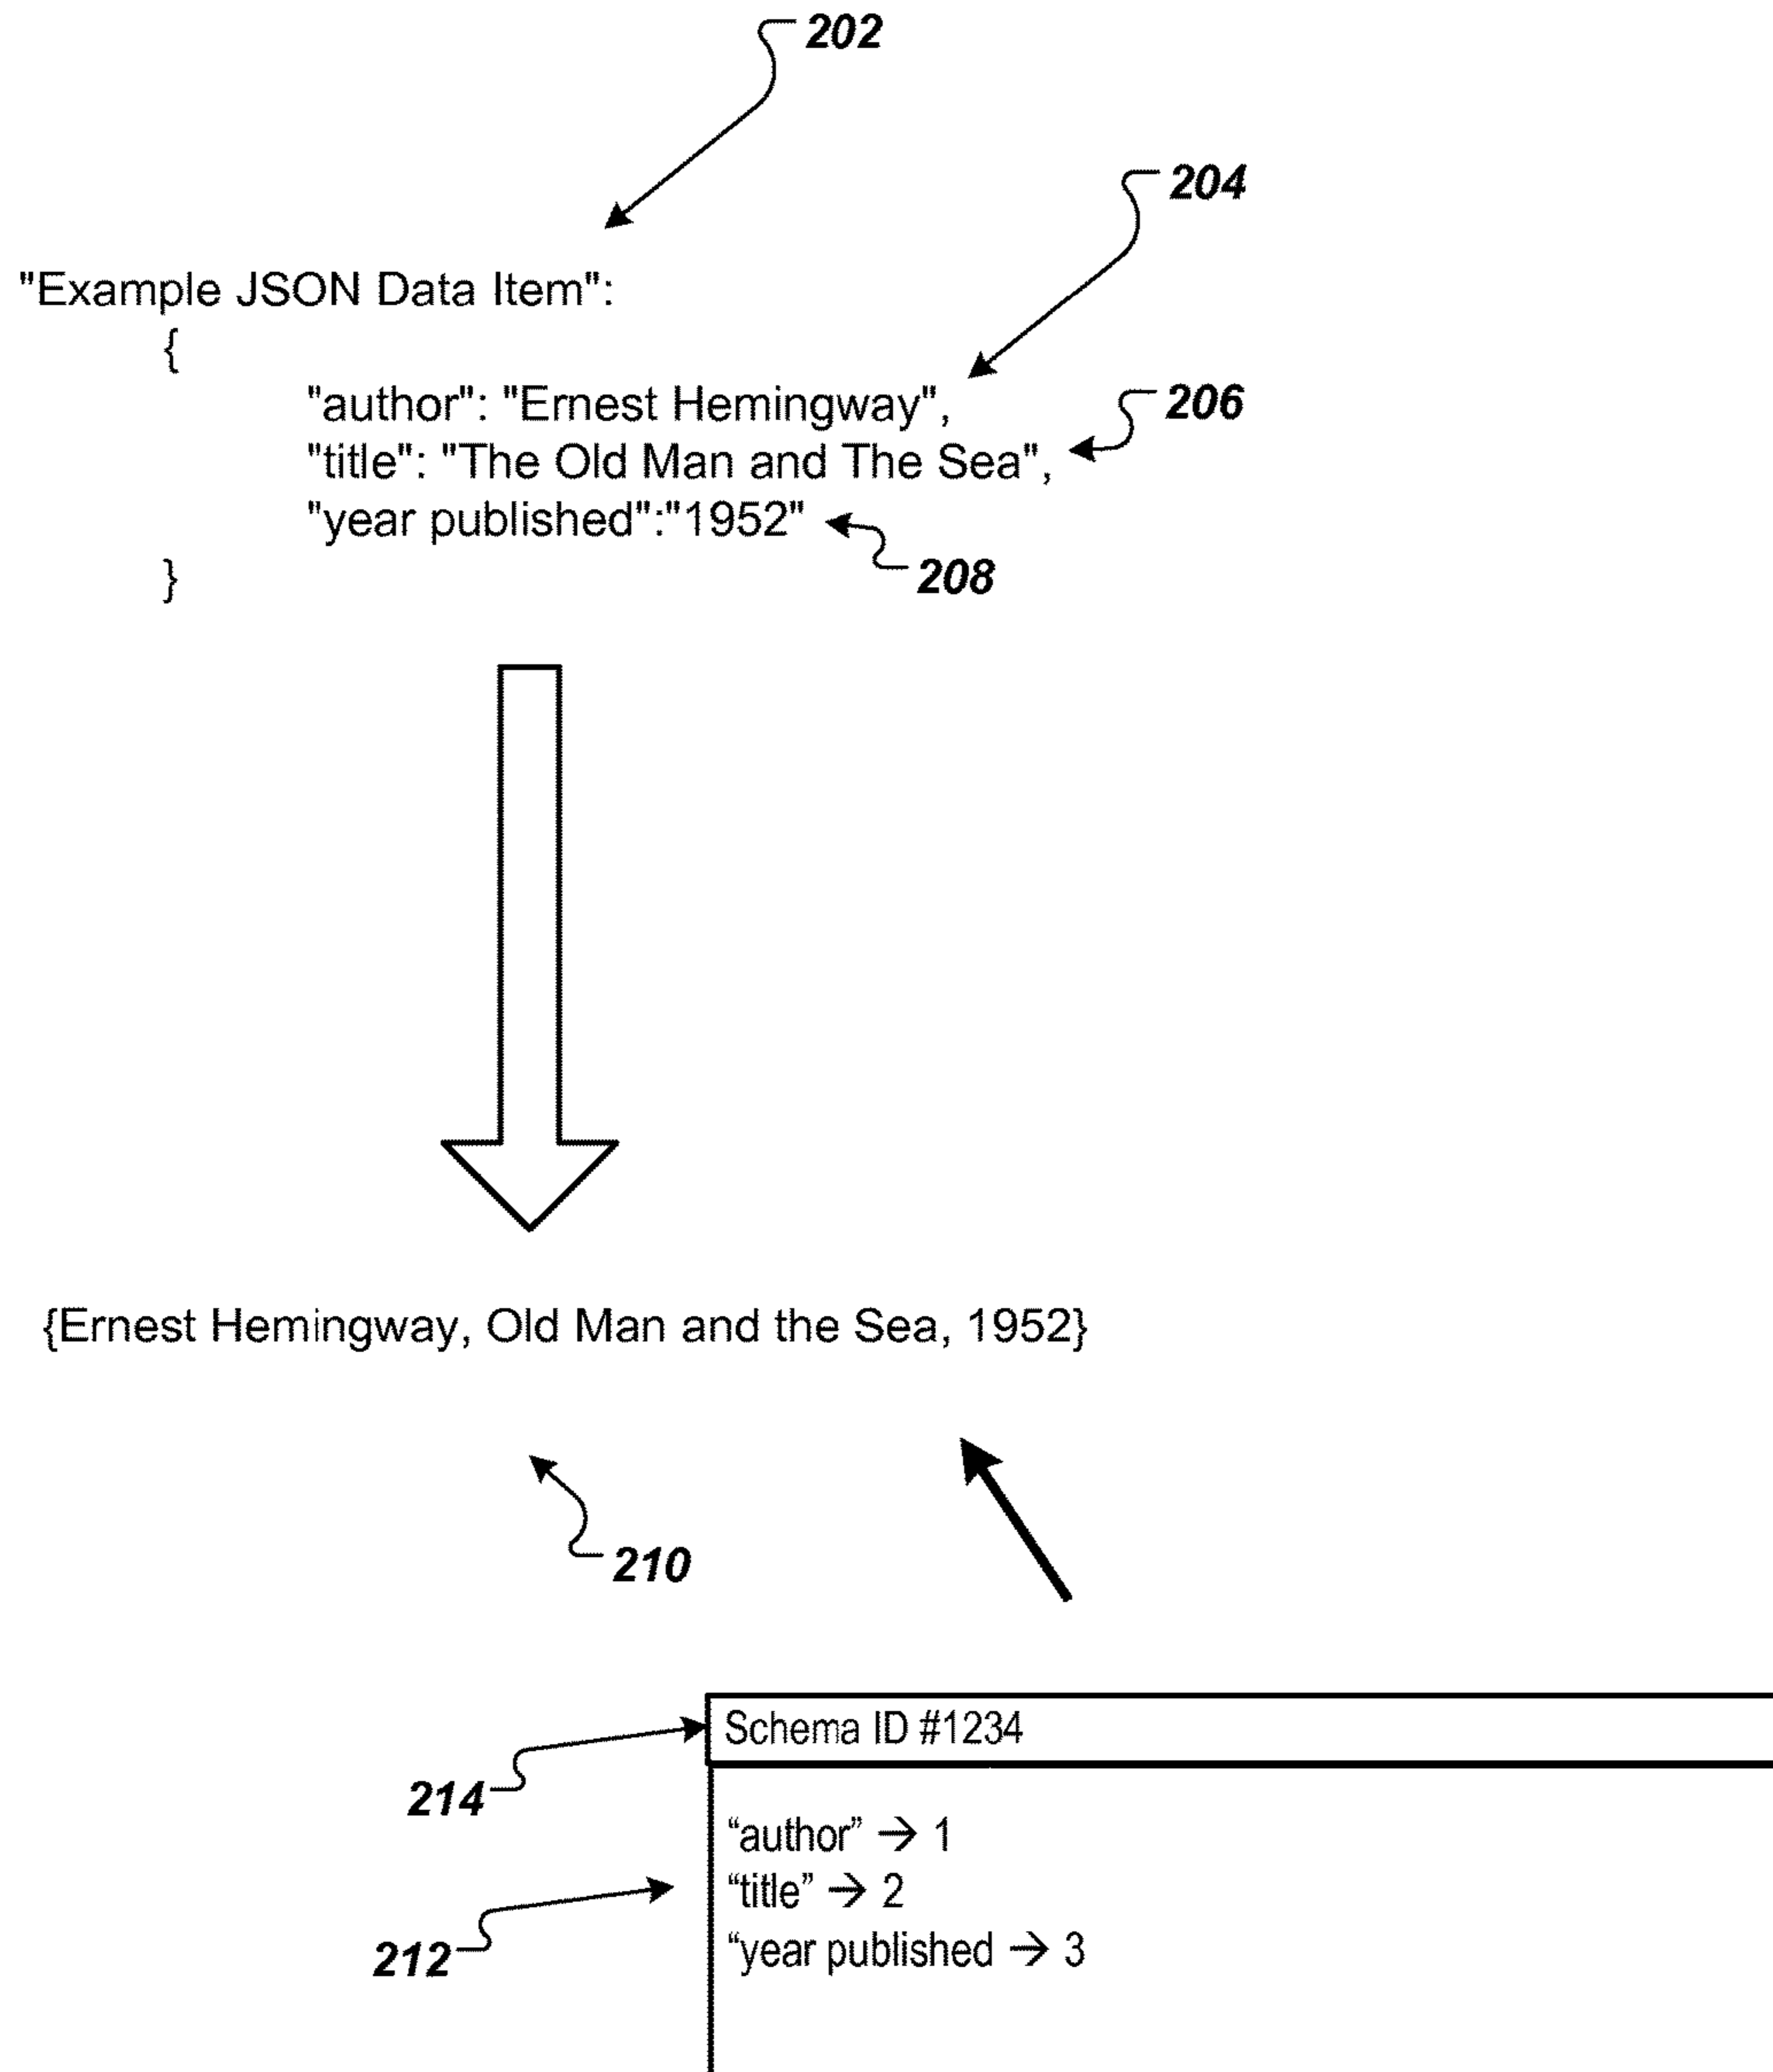 202
204
"Example JSON Data Item":
{
"author": "Ernest Hemingway",
206
"title": "The Old Man and The Sea",
"year published":"1952"
208
}
{Ernest Hemingway, Old Man and the Sea, 1952}
210
Schema ID #1234
214
“author” → 1
“title” → 2
“year published → 3
212